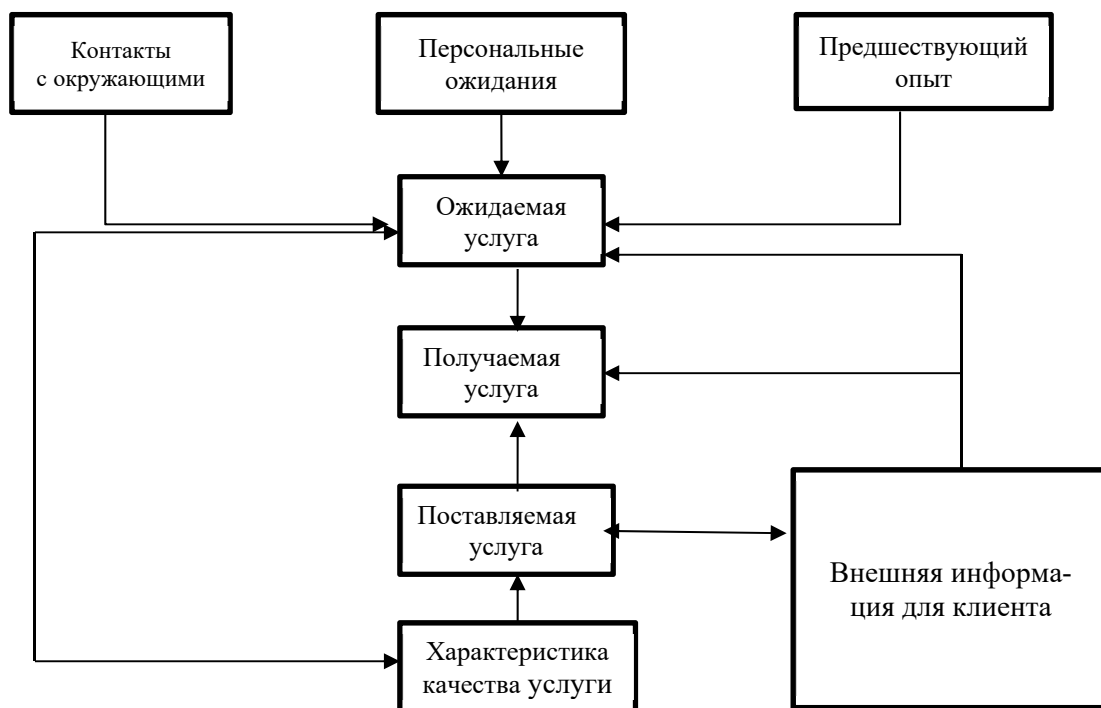 Контакты
с окружающими
Персональные
ожидания
Предшествующий
опыт
Ожидаемая
услуга
Получаемая
услуга
Поставляемая
услуга
Внешняя информа-
ция для клиента
Характеристика
качества услуги